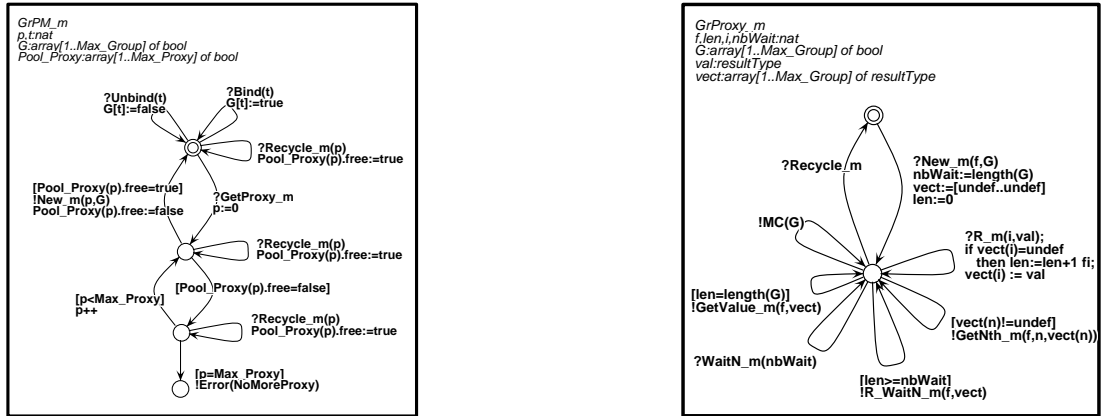 GrPM_m
p,t:nat
G:array[1..Max_Group] of bool
Pool_Proxy:array[1..Max_Proxy] of bool
?Unbind(t)
G[t]:=false
?Bind(t)
G[t]:=true
?Recycle_m(p)
Pool_Proxy(p).free:=true
[Pool_Proxy(p).free=true]
!New_m(p,G)
Pool_Proxy(p).free:=false
?GetProxy_m
p:=0
?Recycle_m(p)
Pool_Proxy(p).free:=true
[Pool_Proxy(p).free=false]
[p<Max_Proxy]
p++
?Recycle_m(p)
Pool_Proxy(p).free:=true
[p=Max_Proxy]
!Error(NoMoreProxy)
GrProxy_m
f,len,i,nbWait:nat
G:array[1..Max_Group] of bool
val:resultType
vect:array[1..Max_Group] of resultType
?Recycle_m
?New_m(f,G)
nbWait:=length(G)
vect:=[undef..undef]
len:=0
!MC(G)
?R_m(i,val);
if vect(i)=undef
then len:=len+1 fi;
vect(i) := val
[len=length(G)]
!GetValue_m(f,vect)
[vect(n)!=undef]
!GetNth_m(f,n,vect(n))
?WaitN_m(nbWait)
[len>=nbWait]
!R_WaitN_m(f,vect)